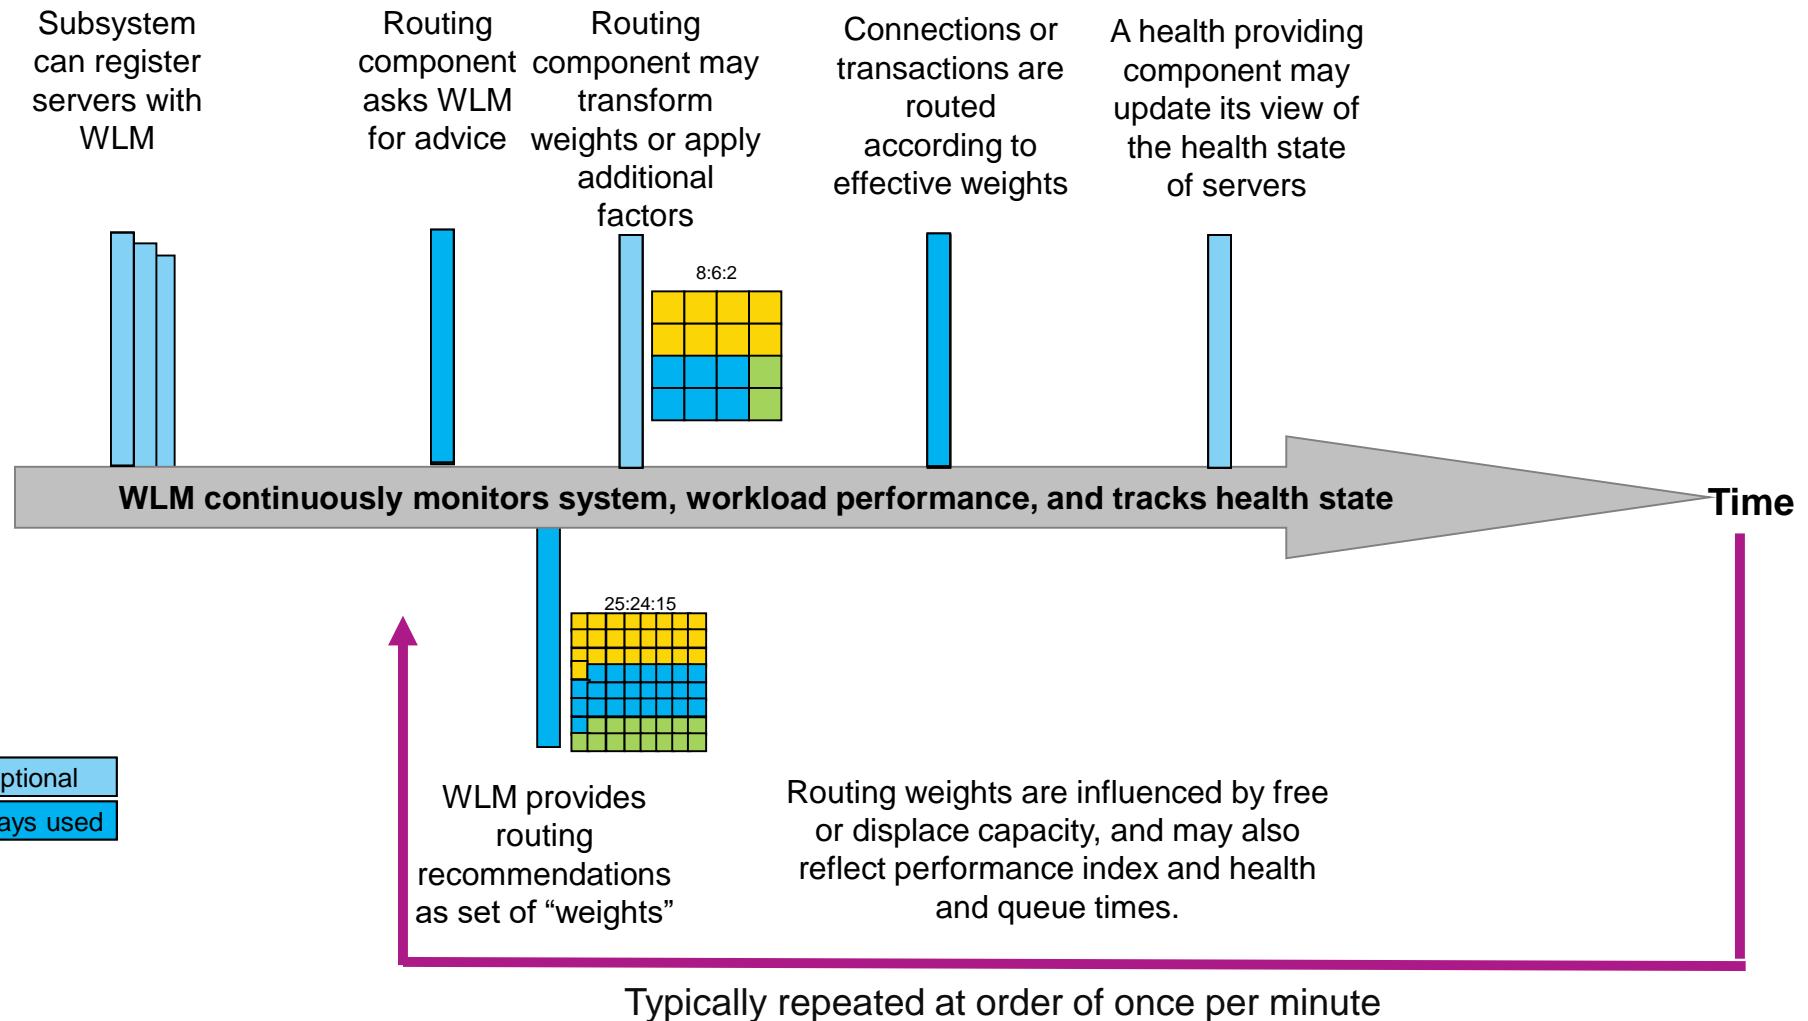 Subsystem
can register
servers with
WLM
Routing
component
asks WLM
for advice
Routing
component may
transform
weights or apply
additional
factors
Connections or
transactions are
routed
according to
effective weights
A health providing
component may
update its view of
the health state
of servers
8:6:2
WLM continuously monitors system, workload performance, and tracks health state
Time
25:24:15
ptional
ays used
WLM provides
routing
recommendations
as set of “weights”
Routing weights are influenced by free
or displace capacity, and may also
reflect performance index and health
and queue times.
Typically repeated at order of once per minute